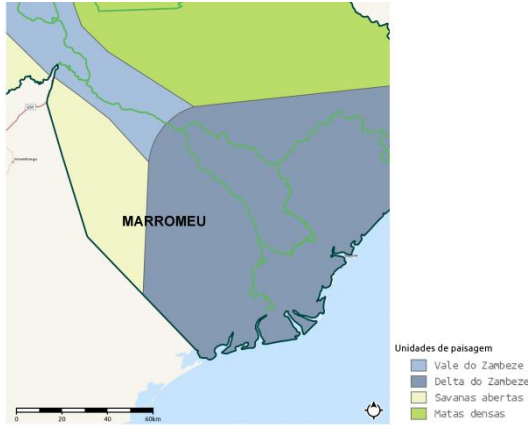 MARROMEU
0 20 40 60km
Unidades de paisagem
Vale do Zambeze
Delta do Zambeze
Savanas abertas
Matas densas